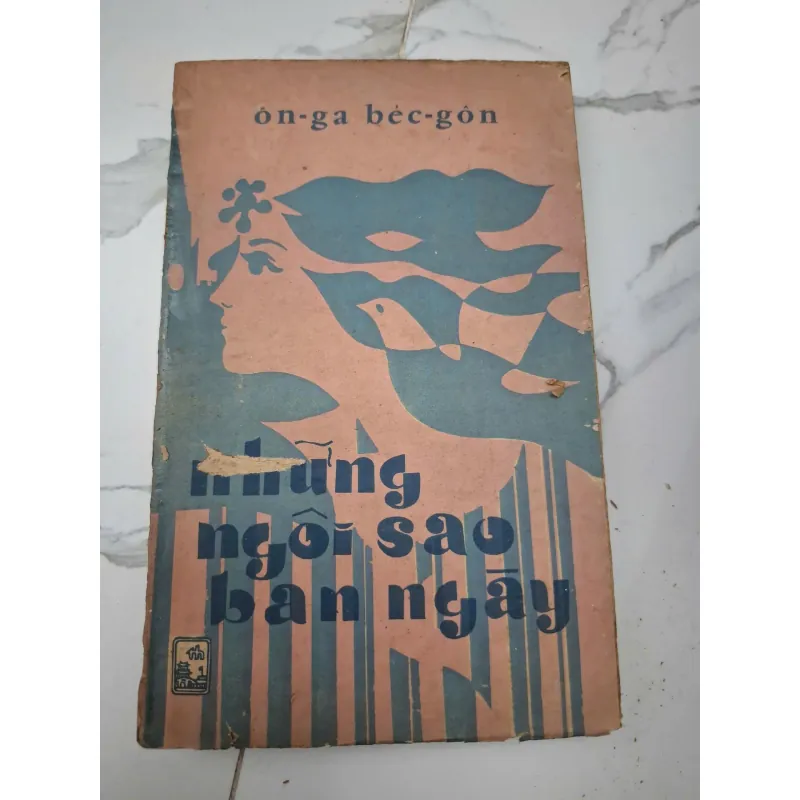 ôn-ga béc-gôn
những
ngôi sao
ban ngày